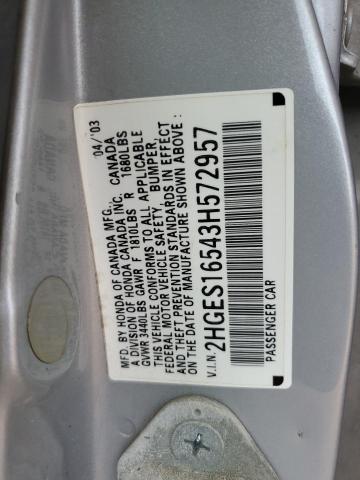 MFD. BY HONDA OF CANADA MFG., 04/03
A DIVISION OF HONDA CANADA INC. CANADA
GVWR 3440LBS GAWR F 1810LBS R 1680LBS
THIS VEHICLE CONFORMS TO ALL APPLICABLE
FEDERAL MOTOR VEHICLE SAFETY, BUMPER,
AND THEFT PREVENTION STANDARDS IN EFFECT
ON THE DATE OF MANUFACTURE SHOWN ABOVE:
V.I.N. 2HGES16543H572957
PASSENGER CAR